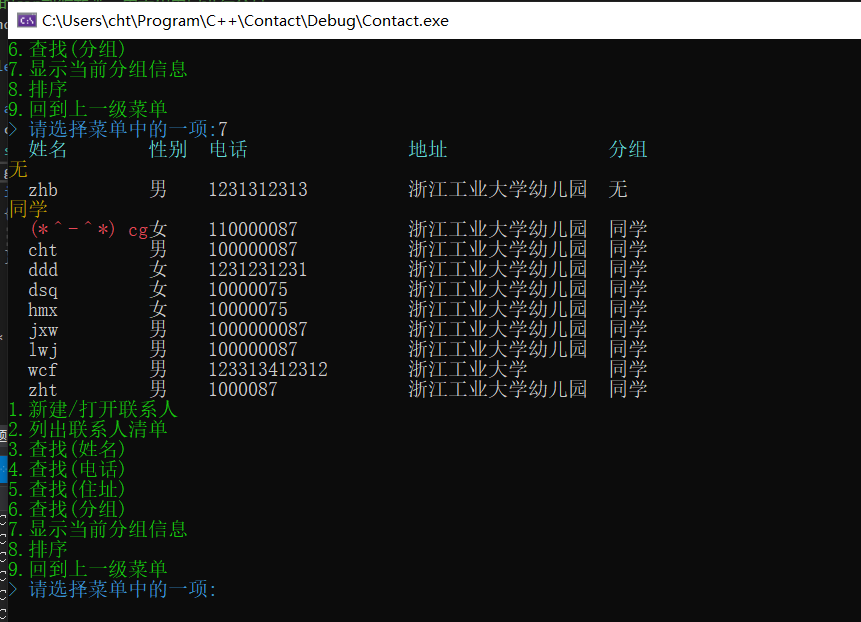 C:\Users\cht\Program\C++\Contact\Debug\Contact.exe
6.查找(分组)
7.显示当前分组信息
8.排序
9.回到上一级菜单
> 请选择菜单中的一项:7
姓名 性别 电话 地址 分组
无
zhb 男 1231312313 浙江工业大学幼儿园 无
同学
(*^-^*) cg女 110000087 浙江工业大学幼儿园 同学
cht 男 100000087 浙江工业大学幼儿园 同学
ddd 女 1231231231 浙江工业大学幼儿园 同学
dsq 女 10000075 浙江工业大学幼儿园 同学
hmx 女 10000075 浙江工业大学幼儿园 同学
jxw 男 1000000087 浙江工业大学幼儿园 同学
lwj 男 100000087 浙江工业大学幼儿园 同学
wcf 男 123313412312 浙江工业大学 同学
zht 男 1000087 浙江工业大学幼儿园 同学
1.新建/打开联系人
2.列出联系人清单
3.查找(姓名)
4.查找(电话)
5.查找(住址)
6.查找(分组)
7.显示当前分组信息
8.排序
9.回到上一级菜单
> 请选择菜单中的一项: